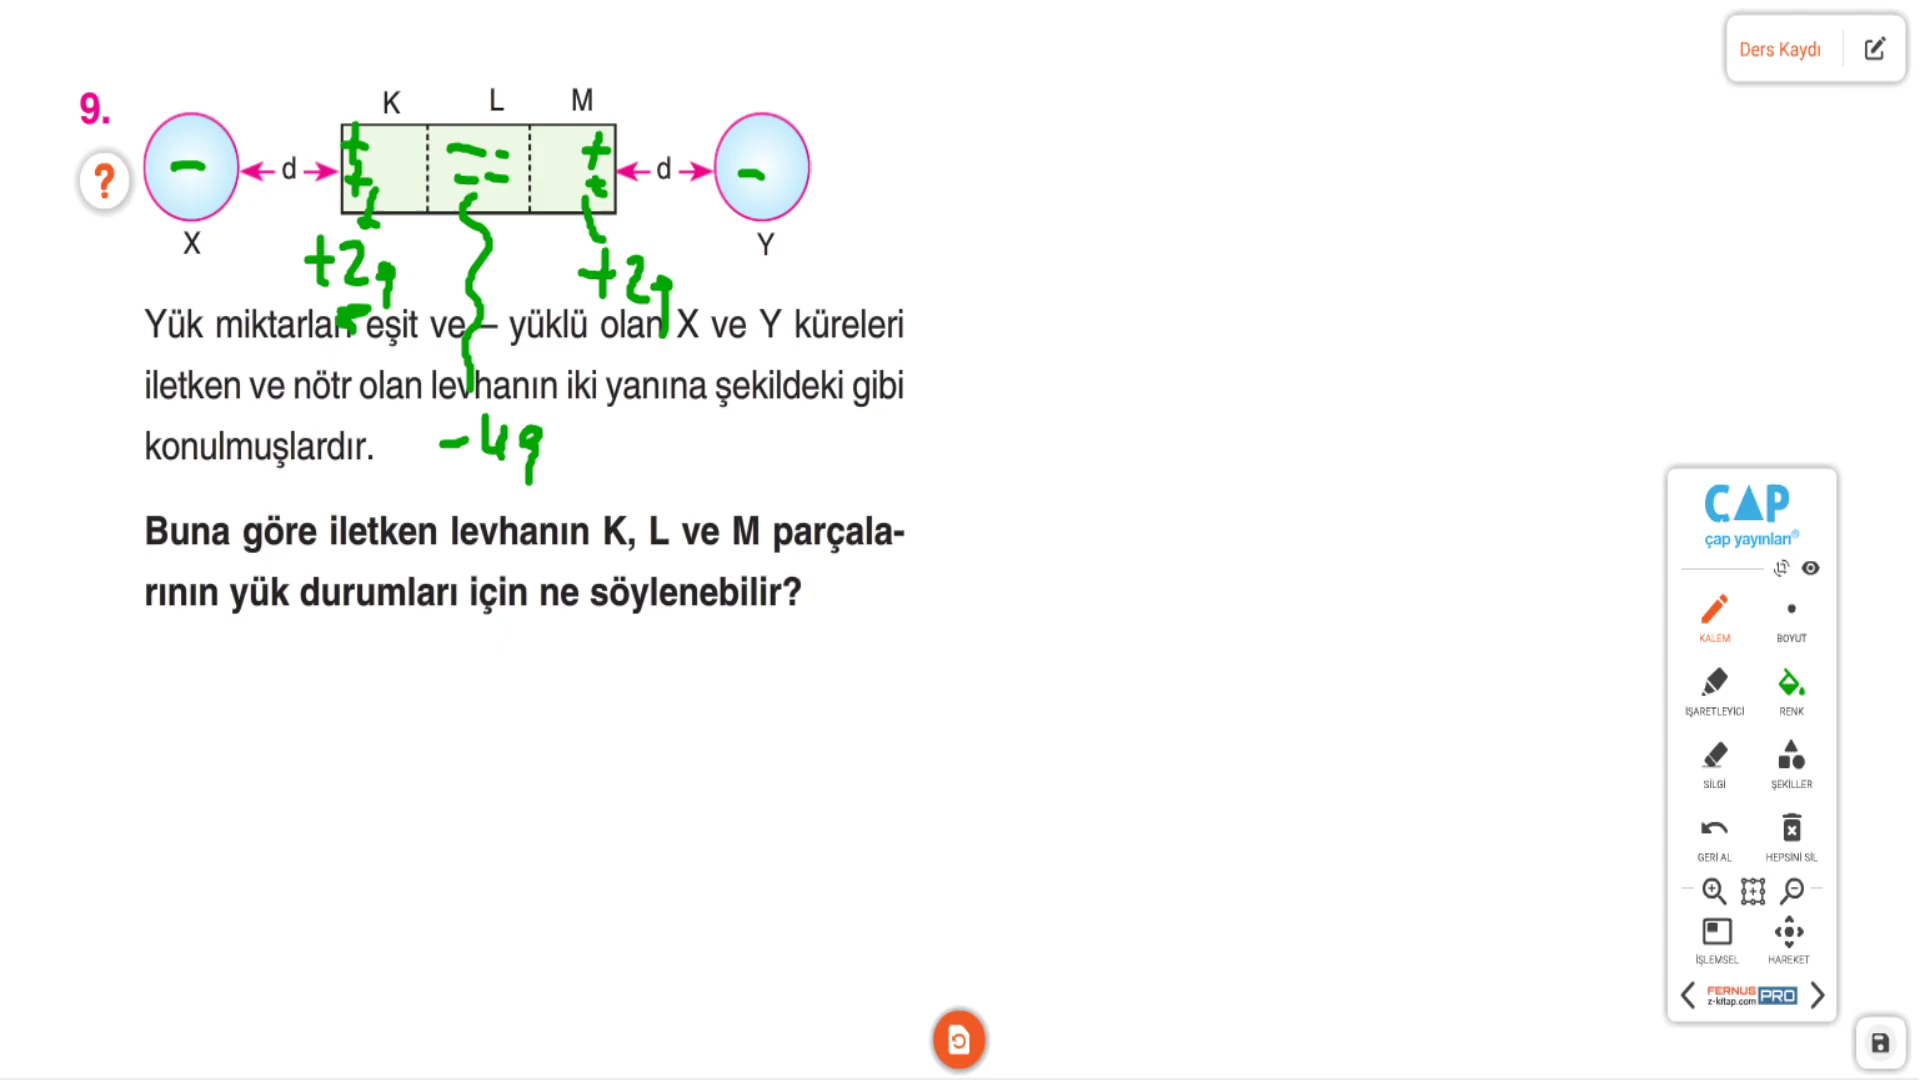 Ders Kaydı
9.
K L M
?
− d + + − − − − + + d −
X Y
+2q +2q
Yük miktarları eşit ve – yüklü olan X ve Y küreleri
iletken ve nötr olan levhanın iki yanına şekildeki gibi
konulmuşlardır.
-4q
Buna göre iletken levhanın K, L ve M parçala-
rının yük durumları için ne söylenebilir?
ÇAP
çap yayınları®
KALEM BOYUT
İŞARETLEYİCİ RENK
SİLGİ ŞEKİLLER
GERİ AL HEPSİNİ SİL
İŞLEMSEL HAREKET
FERNUS PRO
z-kitap.com